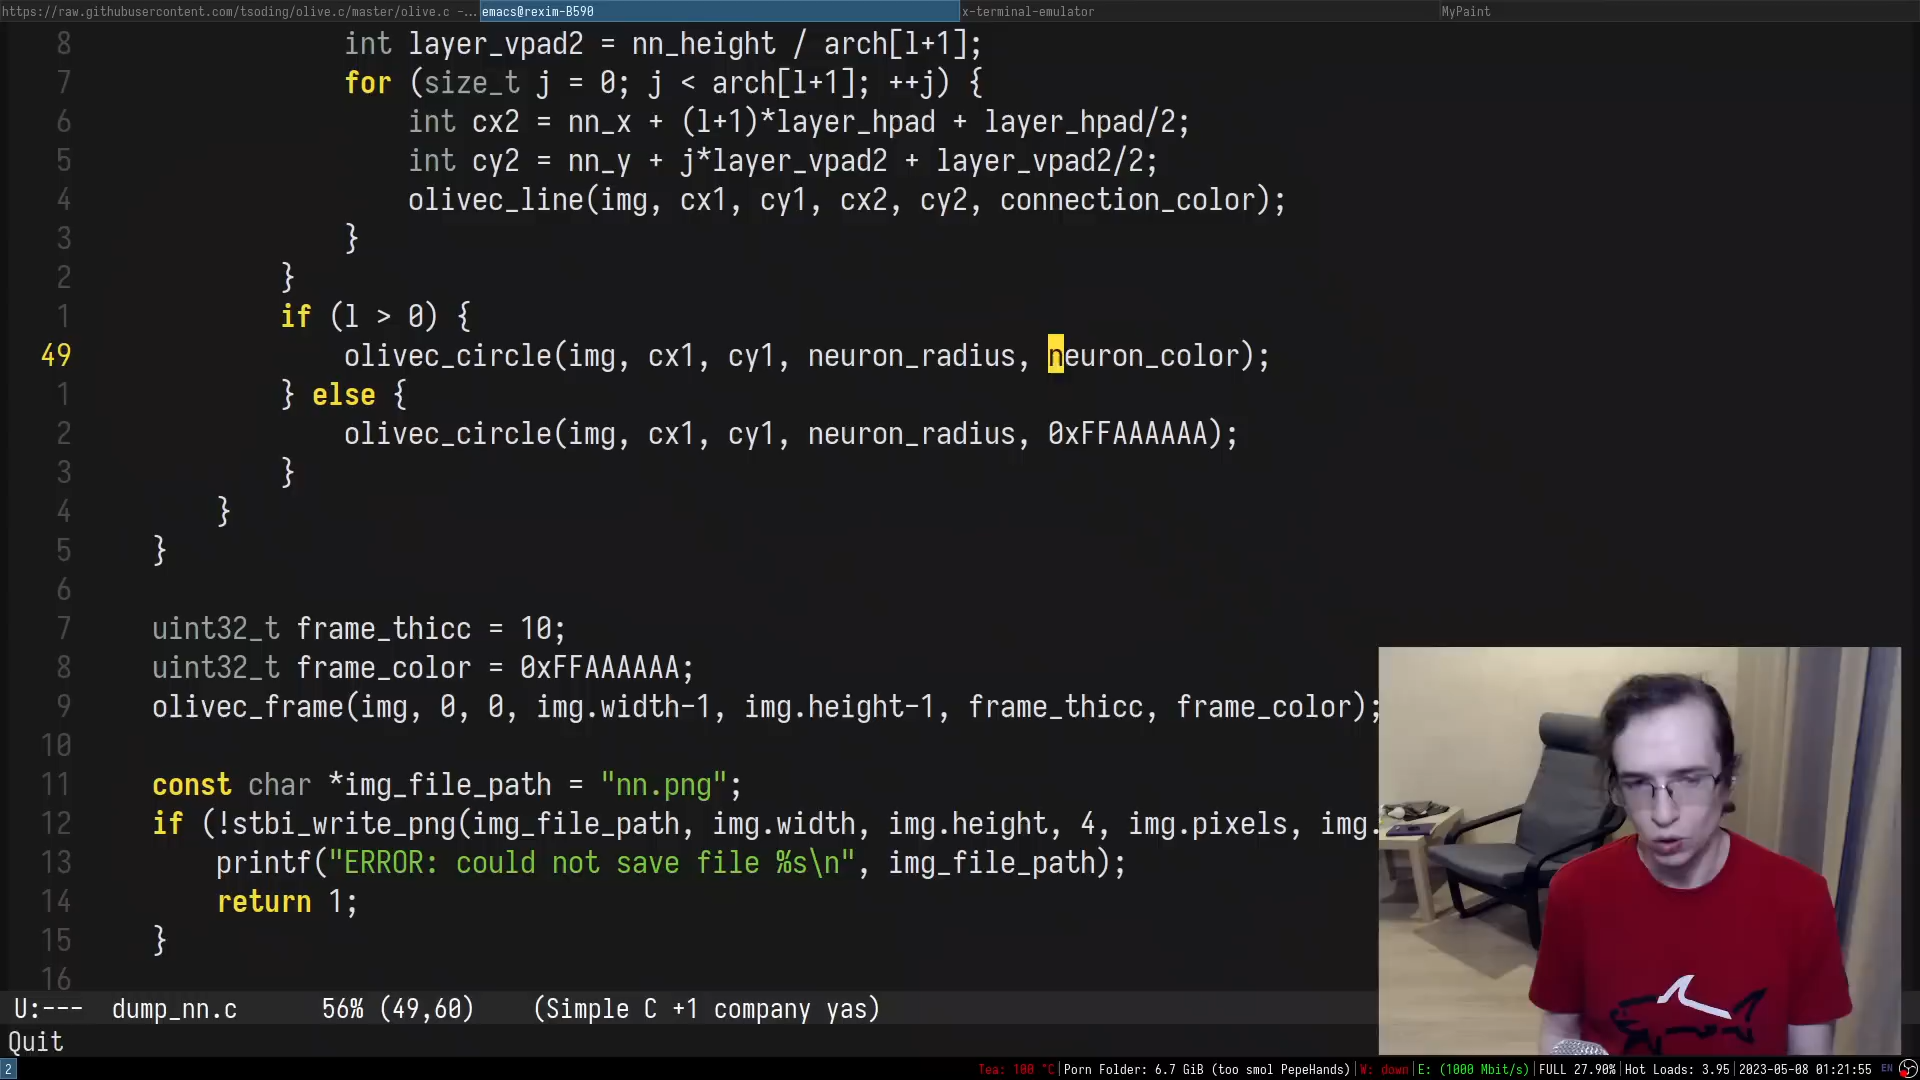 https://raw.githubusercontent.com/tsoding/olive.c/master/olive.c -... emacs@rexim-B590 x-terminal-emulator MyPaint
8 int layer_vpad2 = nn_height / arch[l+1];
7 for (size_t j = 0; j < arch[l+1]; ++j) {
6 int cx2 = nn_x + (l+1)*layer_hpad + layer_hpad/2;
5 int cy2 = nn_y + j*layer_vpad2 + layer_vpad2/2;
4 olivec_line(img, cx1, cy1, cx2, cy2, connection_color);
3 }
2 }
1 if (l > 0) {
49 olivec_circle(img, cx1, cy1, neuron_radius, neuron_color);
1 } else {
2 olivec_circle(img, cx1, cy1, neuron_radius, 0xFFAAAAAA);
3 }
4 }
5 }
6
7 uint32_t frame_thicc = 10;
8 uint32_t frame_color = 0xFFAAAAAA;
9 olivec_frame(img, 0, 0, img.width-1, img.height-1, frame_thicc, frame_color);
10
11 const char *img_file_path = "nn.png";
12 if (!stbi_write_png(img_file_path, img.width, img.height, 4, img.pixels, img.
13 printf("ERROR: could not save file %s\n", img_file_path);
14 return 1;
15 }
16
U:--- dump_nn.c 56% (49,60) (Simple C +1 company yas)
Quit
2 Tea: 100 °C|Porn Folder: 6.7 GiB (too smol PepeHands)|W: down|E: (1000 Mbit/s)|FULL 27.90%|Hot Loads: 3.95|2023-05-08 01:21:55 EN